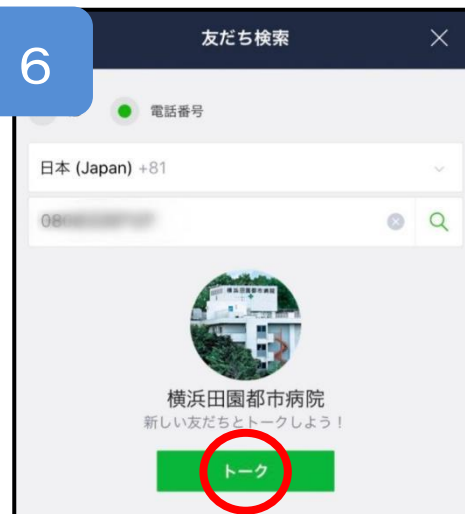 6
友だち検索
電話番号
日本 (Japan) +81
横浜田園都市病院
新しい友だちとトークしよう！
トーク